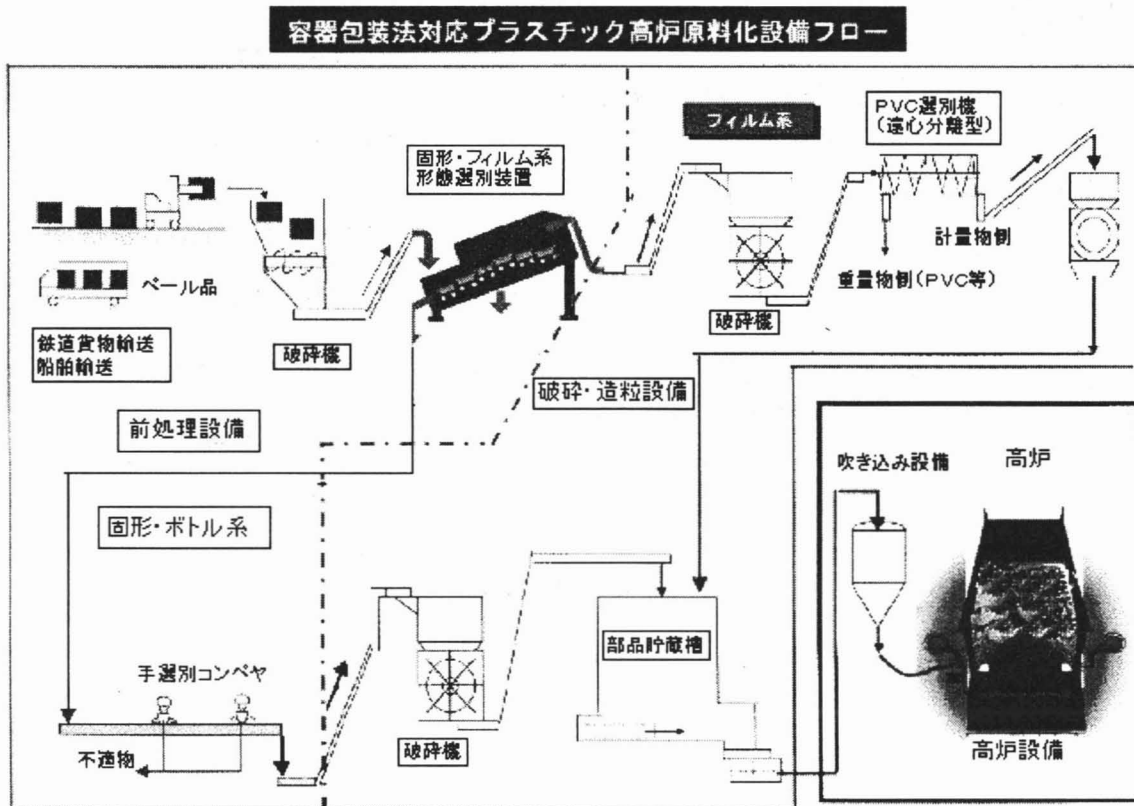 容器包装法対応プラスチック高炉原料化設備フロー
フィルム系
PVC選別機
(遠心分離型)
固形・フィルム系
形態選別装置
計量物側
重量物側(PVC等)
ベール品
破砕機
破砕機
鉄道貨物輸送
船舶輸送
破砕・造粒設備
前処理設備
吹き込み設備
高炉
固形・ボトル系
部品貯蔵槽
手選別コンベヤ
破砕機
高炉設備
不適物